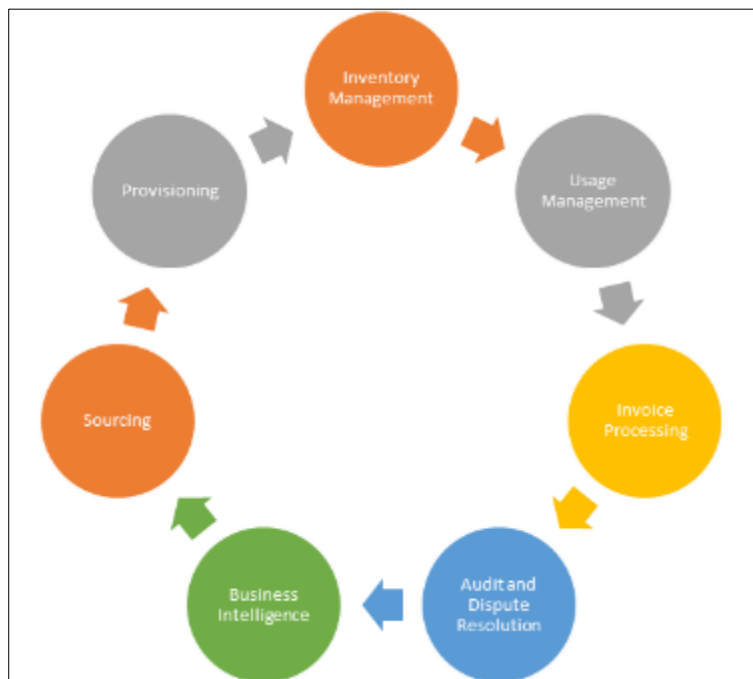 Inventory
Management
Usage
Management
Invoice
Processing
Audit and
Dispute
Resolution
Business
Intelligence
Sourcing
Provisioning